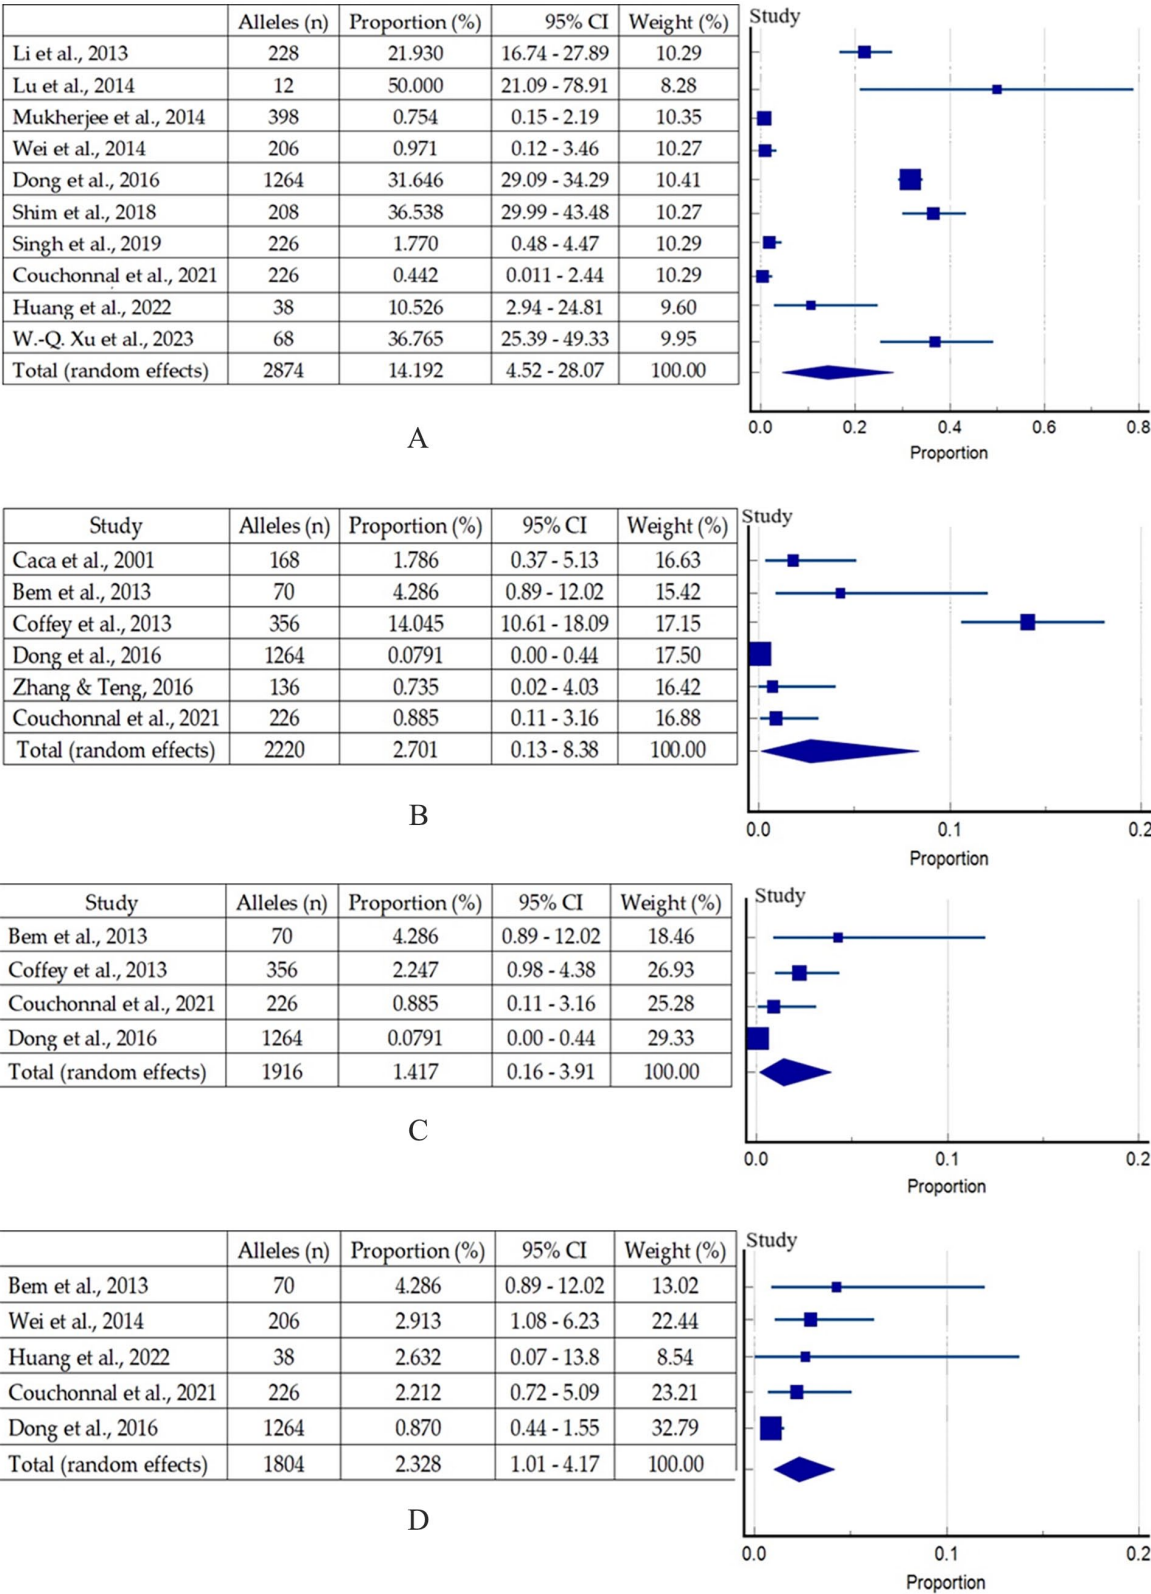 Alleles (n) Proportion (%) 95% CI Weight (%)
Li et al., 2013 228 21.930 16.74 - 27.89 10.29
Lu et al., 2014 12 50.000 21.09 - 78.91 8.28
Mukherjee et al., 2014 398 0.754 0.15 - 2.19 10.35
Wei et al., 2014 206 0.971 0.12 - 3.46 10.27
Dong et al., 2016 1264 31.646 29.09 - 34.29 10.41
Shim et al., 2018 208 36.538 29.99 - 43.48 10.27
Singh et al., 2019 226 1.770 0.48 - 4.47 10.29
Couchonnal et al., 2021 226 0.442 0.011 - 2.44 10.29
Huang et al., 2022 38 10.526 2.94 - 24.81 9.60
W.-Q. Xu et al., 2023 68 36.765 25.39 - 49.33 9.95
Total (random effects) 2874 14.192 4.52 - 28.07 100.00
Study
0.0 0.2 0.4 0.6 0.8
Proportion
A
Study Alleles (n) Proportion (%) 95% CI Weight (%)
Caca et al., 2001 168 1.786 0.37 - 5.13 16.63
Bem et al., 2013 70 4.286 0.89 - 12.02 15.42
Coffey et al., 2013 356 14.045 10.61 - 18.09 17.15
Dong et al., 2016 1264 0.0791 0.00 - 0.44 17.50
Zhang & Teng, 2016 136 0.735 0.02 - 4.03 16.42
Couchonnal et al., 2021 226 0.885 0.11 - 3.16 16.88
Total (random effects) 2220 2.701 0.13 - 8.38 100.00
Study
0.0 0.1 0.2
Proportion
B
Study Alleles (n) Proportion (%) 95% CI Weight (%)
Bem et al., 2013 70 4.286 0.89 - 12.02 18.46
Coffey et al., 2013 356 2.247 0.98 - 4.38 26.93
Couchonnal et al., 2021 226 0.885 0.11 - 3.16 25.28
Dong et al., 2016 1264 0.0791 0.00 - 0.44 29.33
Total (random effects) 1916 1.417 0.16 - 3.91 100.00
Study
0.0 0.1 0.2
Proportion
C
Alleles (n) Proportion (%) 95% CI Weight (%)
Bem et al., 2013 70 4.286 0.89 - 12.02 13.02
Wei et al., 2014 206 2.913 1.08 - 6.23 22.44
Huang et al., 2022 38 2.632 0.07 - 13.8 8.54
Couchonnal et al., 2021 226 2.212 0.72 - 5.09 23.21
Dong et al., 2016 1264 0.870 0.44 - 1.55 32.79
Total (random effects) 1804 2.328 1.01 - 4.17 100.00
Study
0.0 0.1 0.2
Proportion
D